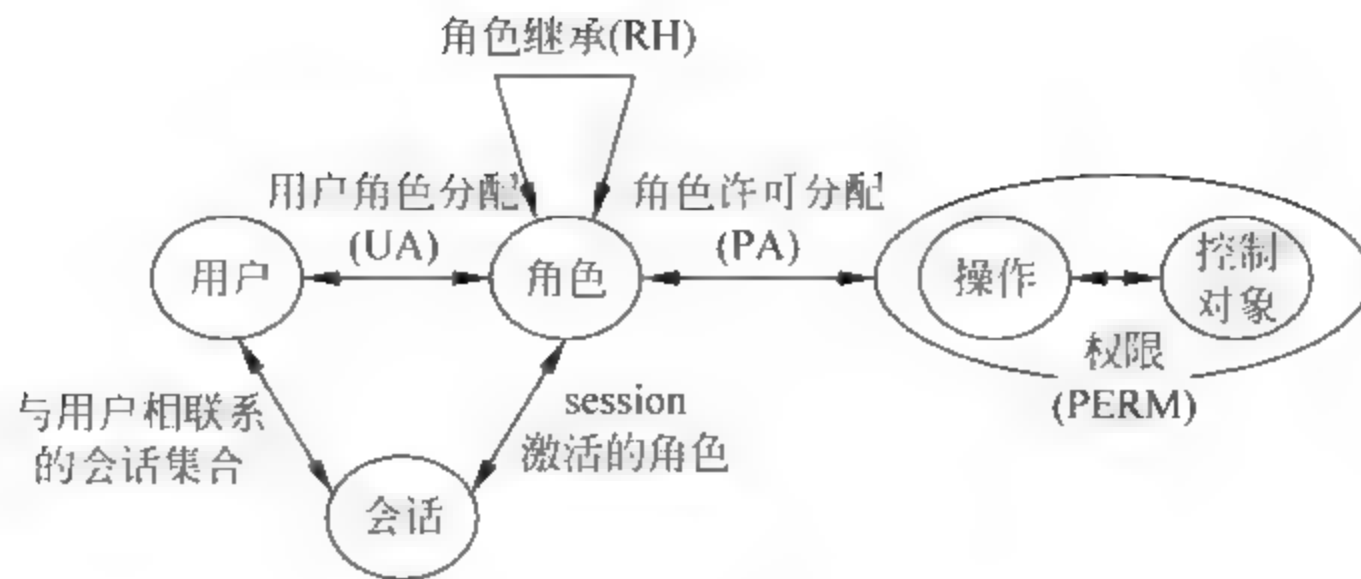 角色继承(RH)
用户角色分配
(UA)
角色许可分配
(PA)
用户
角色
操作
控制
对象
权限
(PERM)
与用户相联系
的会话集合
session
激活的角色
会话